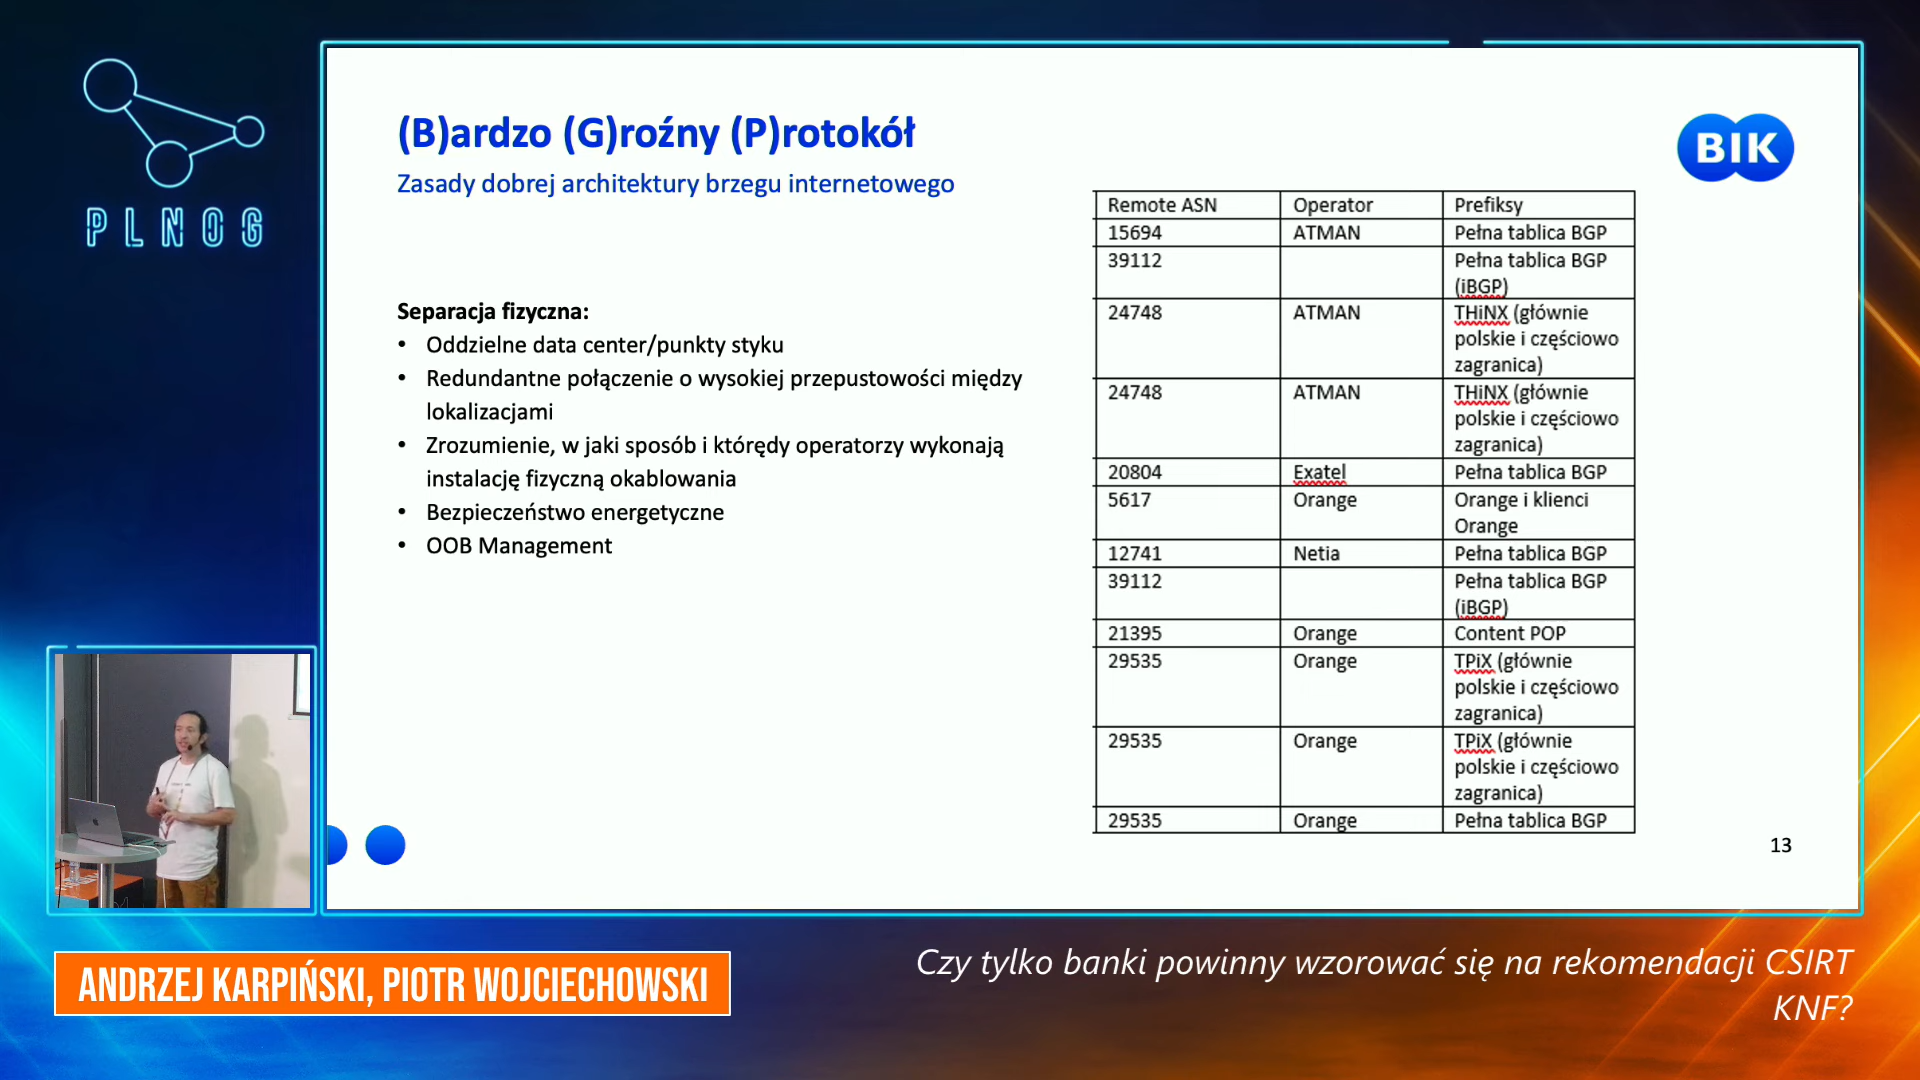 PLNOG
(B)ardzo (G)roźny (P)rotokół
Zasady dobrej architektury brzegu internetowego
BIK
Separacja fizyczna:
• Oddzielne data center/punkty styku
• Redundantne połączenie o wysokiej przepustowości między
lokalizacjami
• Zrozumienie, w jaki sposób i którędy operatorzy wykonają
instalację fizyczną okablowania
• Bezpieczeństwo energetyczne
• OOB Management
Remote ASN Operator Prefiksy
15694 ATMAN Pełna tablica BGP
39112 Pełna tablica BGP
(iBGP)
24748 ATMAN THiNX (głównie
polskie i częściowo
zagranica)
24748 ATMAN THiNX (głównie
polskie i częściowo
zagranica)
20804 Exatel Pełna tablica BGP
5617 Orange Orange i klienci
Orange
12741 Netia Pełna tablica BGP
39112 Pełna tablica BGP
(iBGP)
21395 Orange Content POP
29535 Orange TPiX (głównie
polskie i częściowo
zagranica)
29535 Orange TPiX (głównie
polskie i częściowo
zagranica)
29535 Orange Pełna tablica BGP
13
ANDRZEJ KARPIŃSKI, PIOTR WOJCIECHOWSKI
Czy tylko banki powinny wzorować się na rekomendacji CSIRT
KNF?